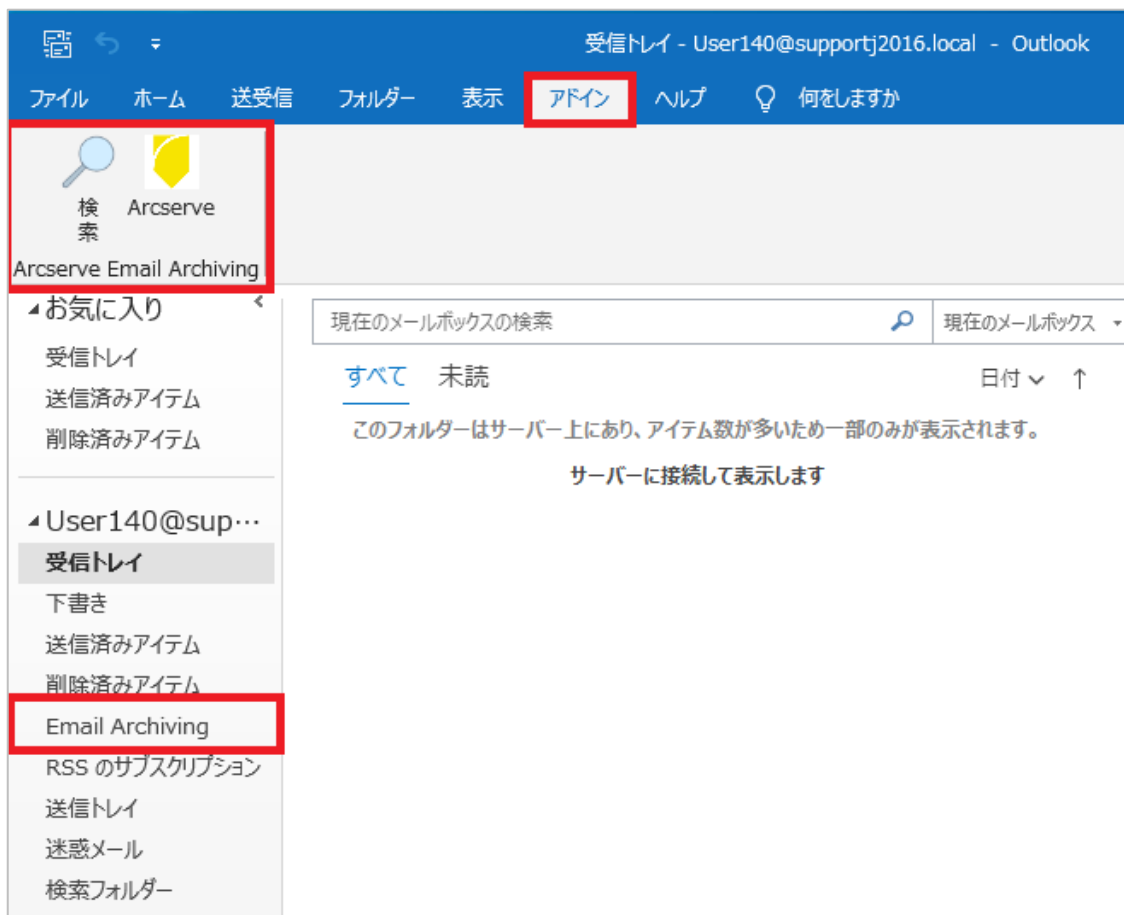 受信トレイ - User140@supportj2016.local - Outlook
ファイル ホーム 送受信 フォルダー 表示 アドイン ヘルプ 何をしますか
検索 Arcserve
Arcserve Email Archiving
お気に入り
現在のメールボックスの検索 現在のメールボックス
受信トレイ
すべて 未読 日付 ↑
送信済みアイテム
このフォルダーはサーバー上にあり、アイテム数が多いため一部のみが表示されます。
削除済みアイテム
サーバーに接続して表示します
User140@sup…
受信トレイ
下書き
送信済みアイテム
削除済みアイテム
Email Archiving
RSS のサブスクリプション
送信トレイ
迷惑メール
検索フォルダー